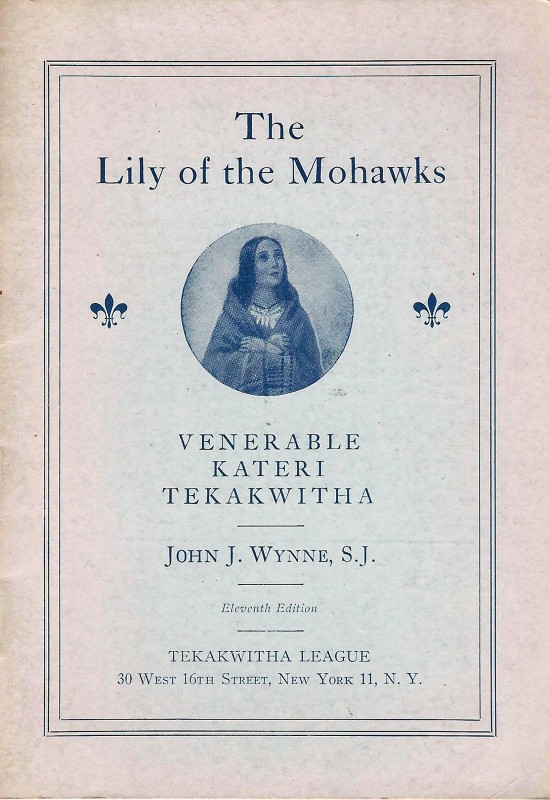 The
Lily of the Mohawks
VENERABLE
KATERI
TEKAKWITHA
JOHN J. WYNNE, S.J.
Eleventh Edition
TEKAKWITHA LEAGUE
30 WEST 16TH STREET, NEW YORK 11, N. Y.